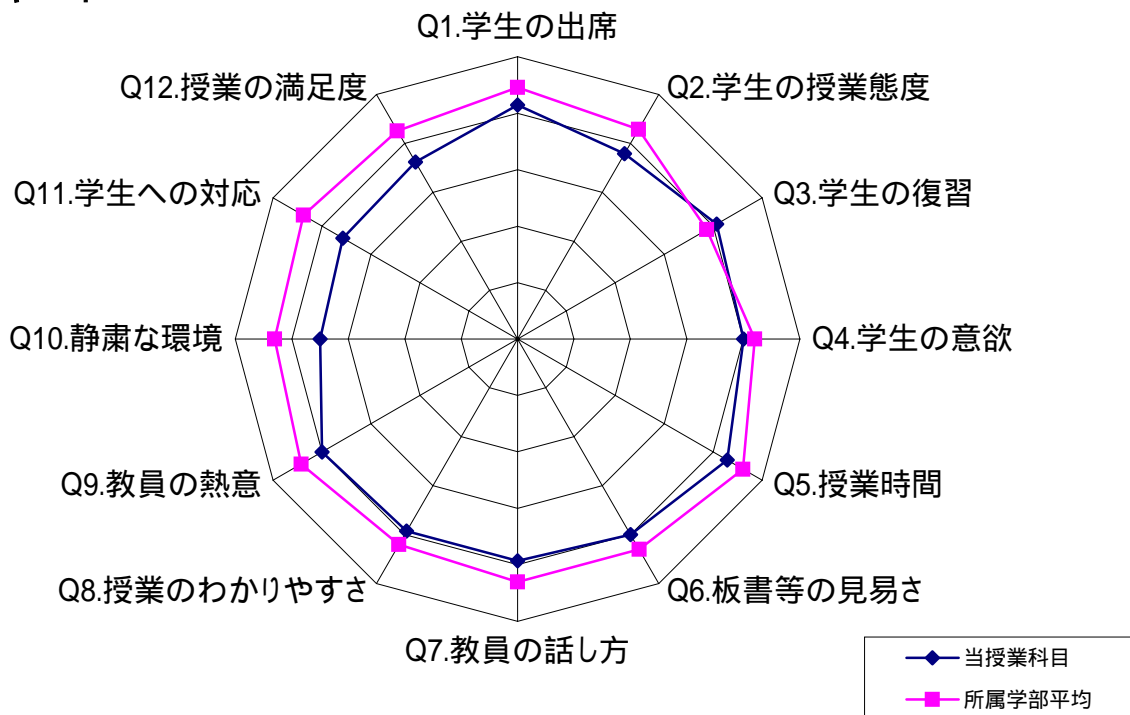 Q1.学生の出席
Q2.学生の授業態度
Q3.学生の復習
Q4.学生の意欲
Q5.授業時間
Q6.板書等の見易さ
Q7.教員の話し方
Q8.授業のわかりやすさ
Q9.教員の熱意
Q10.静粛な環境
Q11.学生への対応
Q12.授業の満足度
当授業科目
所属学部平均